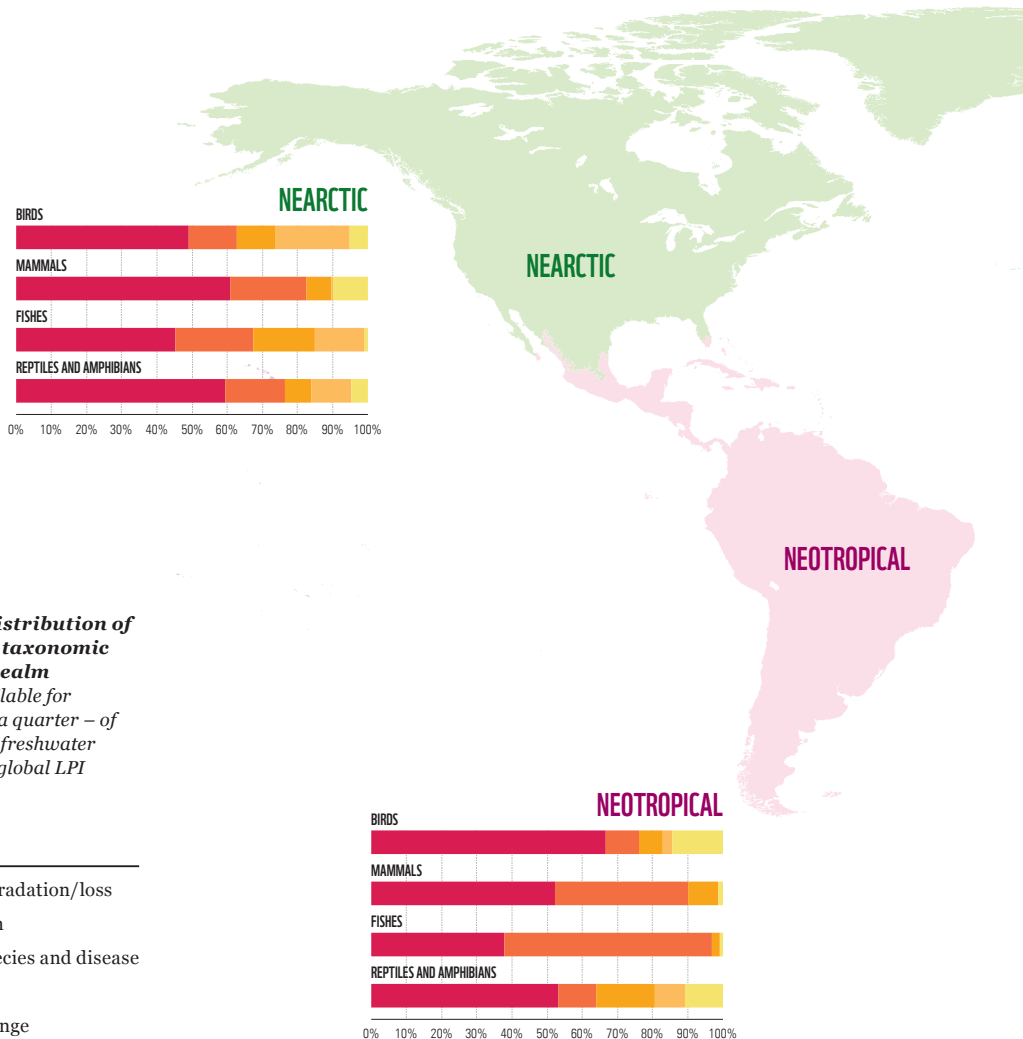 NEARCTIC
BIRDS
MAMMALS
FISHES
REPTILES AND AMPHIBIANS
0% 10% 20% 30% 40% 50% 60% 70% 80% 90% 100%
NEARCTIC
NEOTROPICAL
istribution of
taxonomic
ealm
lable for
a quarter – of
freshwater
global LPI
radation/loss
n
ecies and disease
nge
NEOTROPICAL
BIRDS
MAMMALS
FISHES
REPTILES AND AMPHIBIANS
0% 10% 20% 30% 40% 50% 60% 70% 80% 90% 100%